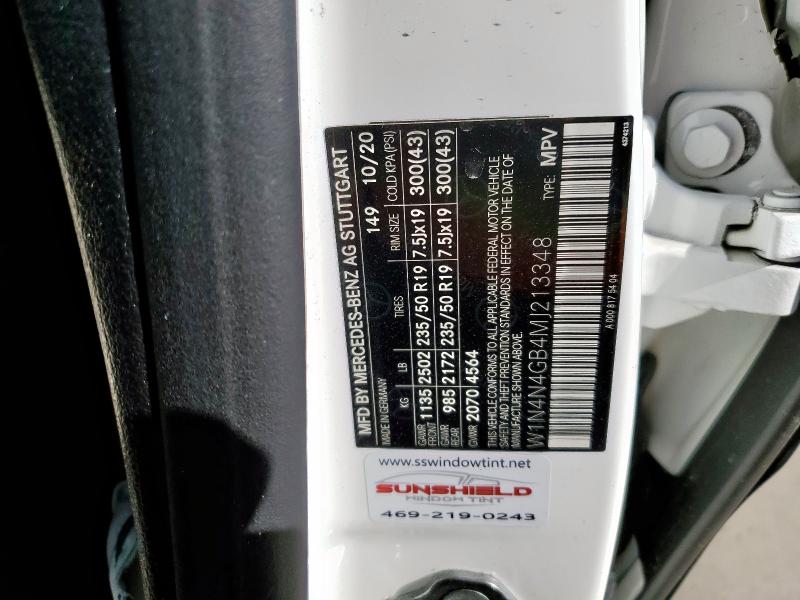 MFD BY MERCEDES-BENZ AG STUTTGART
MADE IN GERMANY 149 10/20
KG LB TIRES RIM SIZE COLD KPA (PSI)
GAWR FRONT 1135 2502 235/50 R19 7.5Jx19 300(43)
GAWR REAR 985 2172 235/50 R19 7.5Jx19 300(43)
GVWR 2070 4564
THIS VEHICLE CONFORMS TO ALL APPLICABLE FEDERAL MOTOR VEHICLE
SAFETY AND THEFT PREVENTION STANDARDS IN EFFECT ON THE DATE OF
MANUFACTURE SHOWN ABOVE.
W1N4N4GB4MJ213348 TYPE: MPV
A 000 817 54 04
4374213
www.sswindowtint.net
SUNSHIELD
WINDOW TINT
469-219-0243